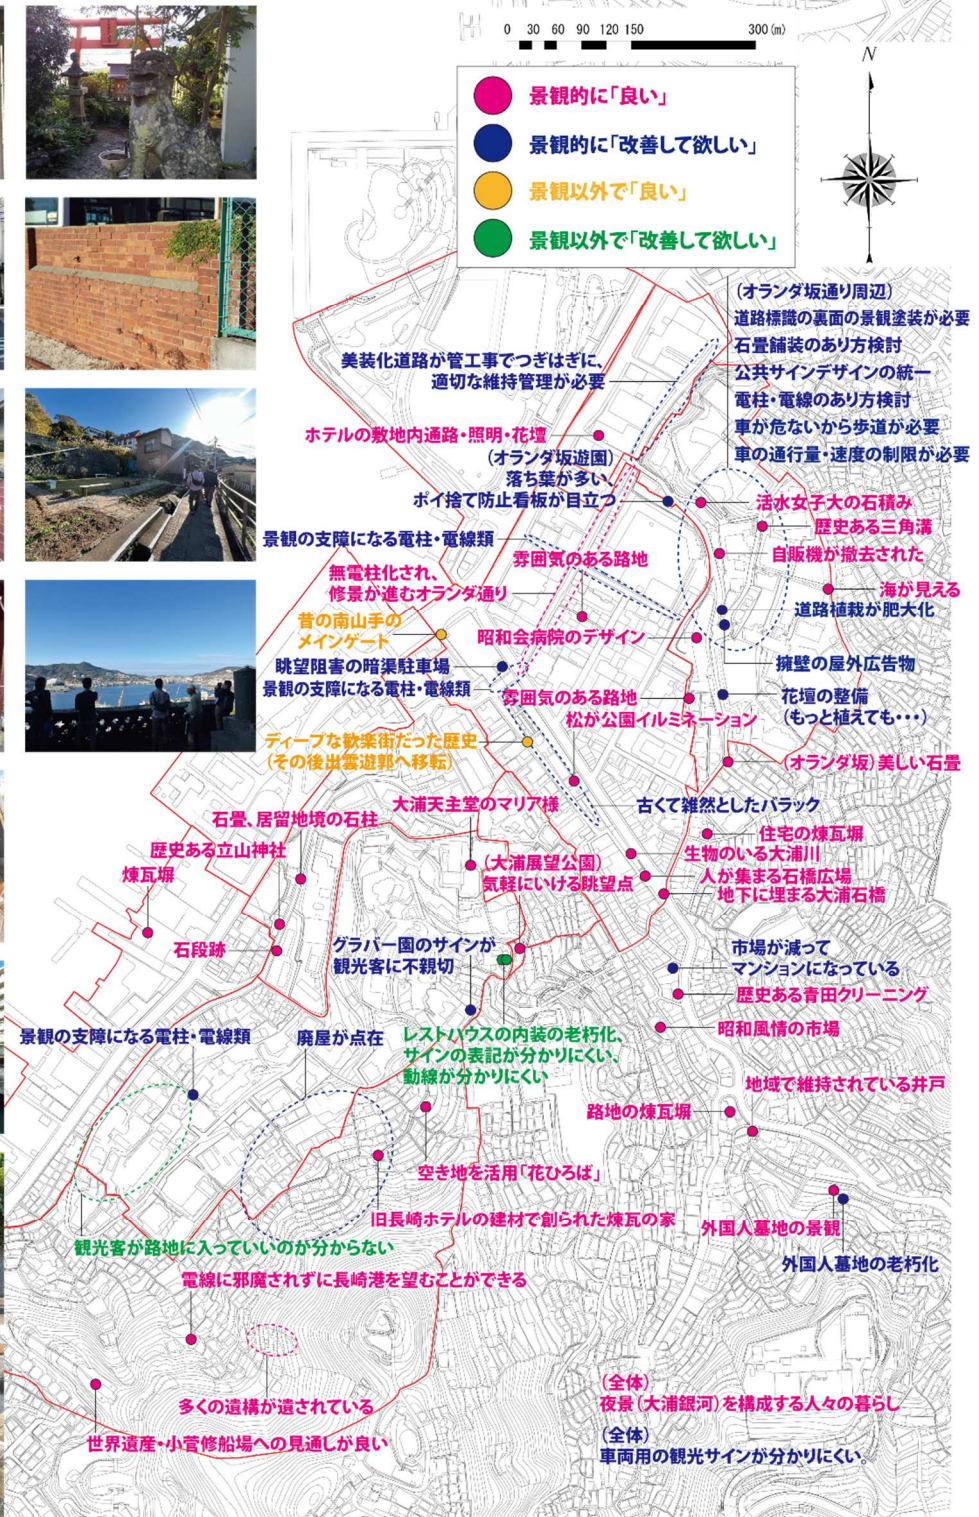 0 30 60 90 120 150 300(m)
N
景観的に「良い」
景観的に「改善して欲しい」
景観以外で「良い」
景観以外で「改善して欲しい」
(オランダ坂通り周辺)
道路標識の裏面の景観塗装が必要
石畳舗装のあり方検討
公共サインデザインの統一
電柱・電線のあり方検討
車が危ないから歩道が必要
車の通行量・速度の制限が必要
美装化道路が管工事でつぎはぎに、
適切な維持管理が必要
ホテルの敷地内通路・照明・花壇
(オランダ坂遊園)
落ち葉が多い、
ポイ捨て防止看板が目立つ
活水女子大の石積み
歴史ある三角溝
自販機が撤去された
景観の支障になる電柱・電線類
雰囲気のある路地
無電柱化され、
修景が進むオランダ通り
海が見える
道路植栽が肥大化
昔の南山手の
メインゲート
昭和会病院のデザイン
眺望阻害の暗渠駐車場
擁壁の屋外広告物
景観の支障になる電柱・電線類
雰囲気のある路地
花壇の整備
(もっと植えても・・・)
松が公園イルミネーション
ディープな歓楽街だった歴史
(その後出雲遊郭へ移転)
(オランダ坂)美しい石畳
大浦天主堂のマリア様
古くて雑然としたバラック
石畳、居留地境の石柱
住宅の煉瓦塀
歴史ある立山神社
生物のいる大浦川
(大浦展望公園)
気軽にいける眺望点
煉瓦塀
人が集まる石橋広場
地下に埋まる大浦石橋
石段跡
グラバー園のサインが
観光客に不親切
市場が減って
マンションになっている
歴史ある青田クリーニング
昭和風情の市場
景観の支障になる電柱・電線類
廃屋が点在
レストハウスの内装の老朽化、
サインの表記が分かりにくい、
動線が分かりにくい
地域で維持されている井戸
路地の煉瓦塀
空き地を活用「花ひろば」
旧長崎ホテルの建材で創られた煉瓦の家
外国人墓地の景観
観光客が路地に入っていいのか分からない
外国人墓地の老朽化
電線に邪魔されずに長崎港を望むことができる
多くの遺構が遺されている
世界遺産・小菅修船場への見通しが良い
(全体)
夜景(大浦銀河)を構成する人々の暮らし
(全体)
車両用の観光サインが分かりにくい。